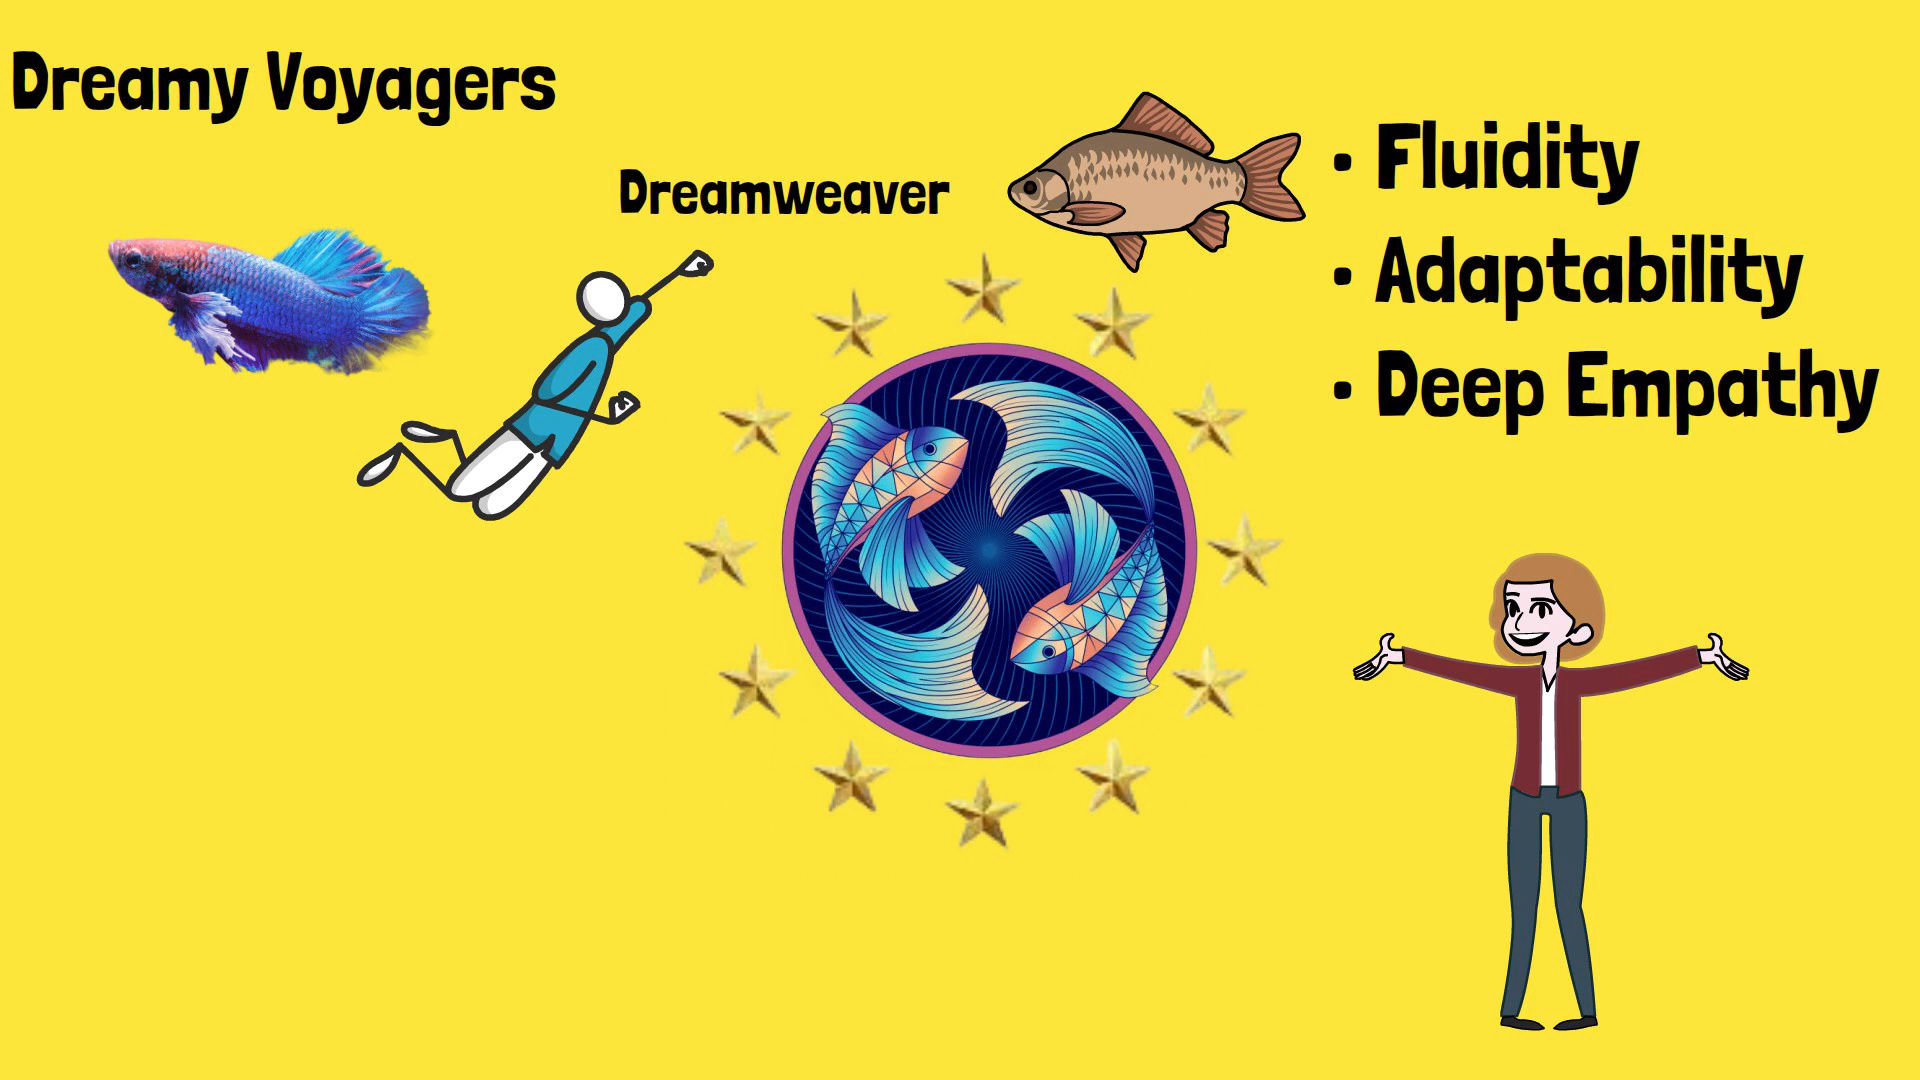 Dreamy Voyagers
Dreamweaver
• Fluidity
• Adaptability
• Deep Empathy